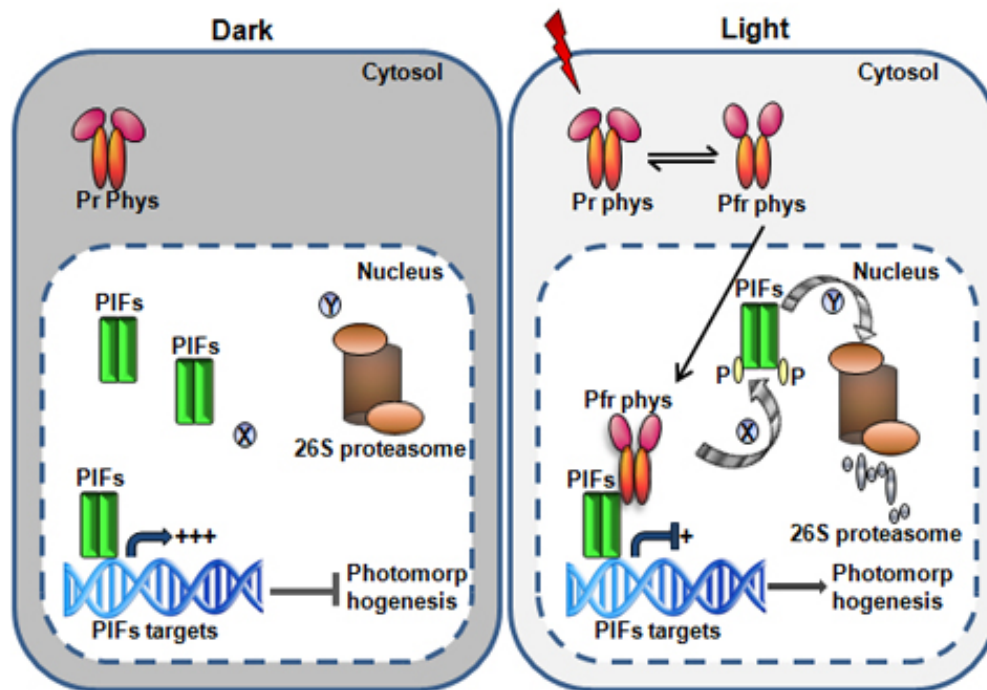 Dark
Cytosol
Pr Phys
Nucleus
PIFs
PIFs
Y
X
26S proteasome
PIFs
+++
Photomorp
hogenesis
PIFs targets
Light
Cytosol
Pr phys
Pfr phys
Nucleus
PIFs
Y
P
P
Pfr phys
X
PIFs
26S proteasome
+
Photomorp
hogenesis
PIFs targets